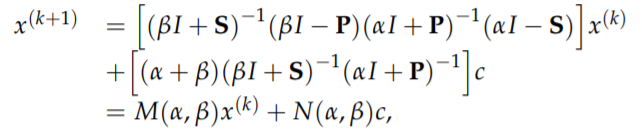 x^{(k+1)} = [(βI + S)^{-1}(βI − P)(αI + P)^{-1}(αI − S)]x^{(k)}
+[(α + β)(βI + S)^{-1}(αI + P)^{-1}]c
= M(α, β)x^{(k)} + N(α, β)c,